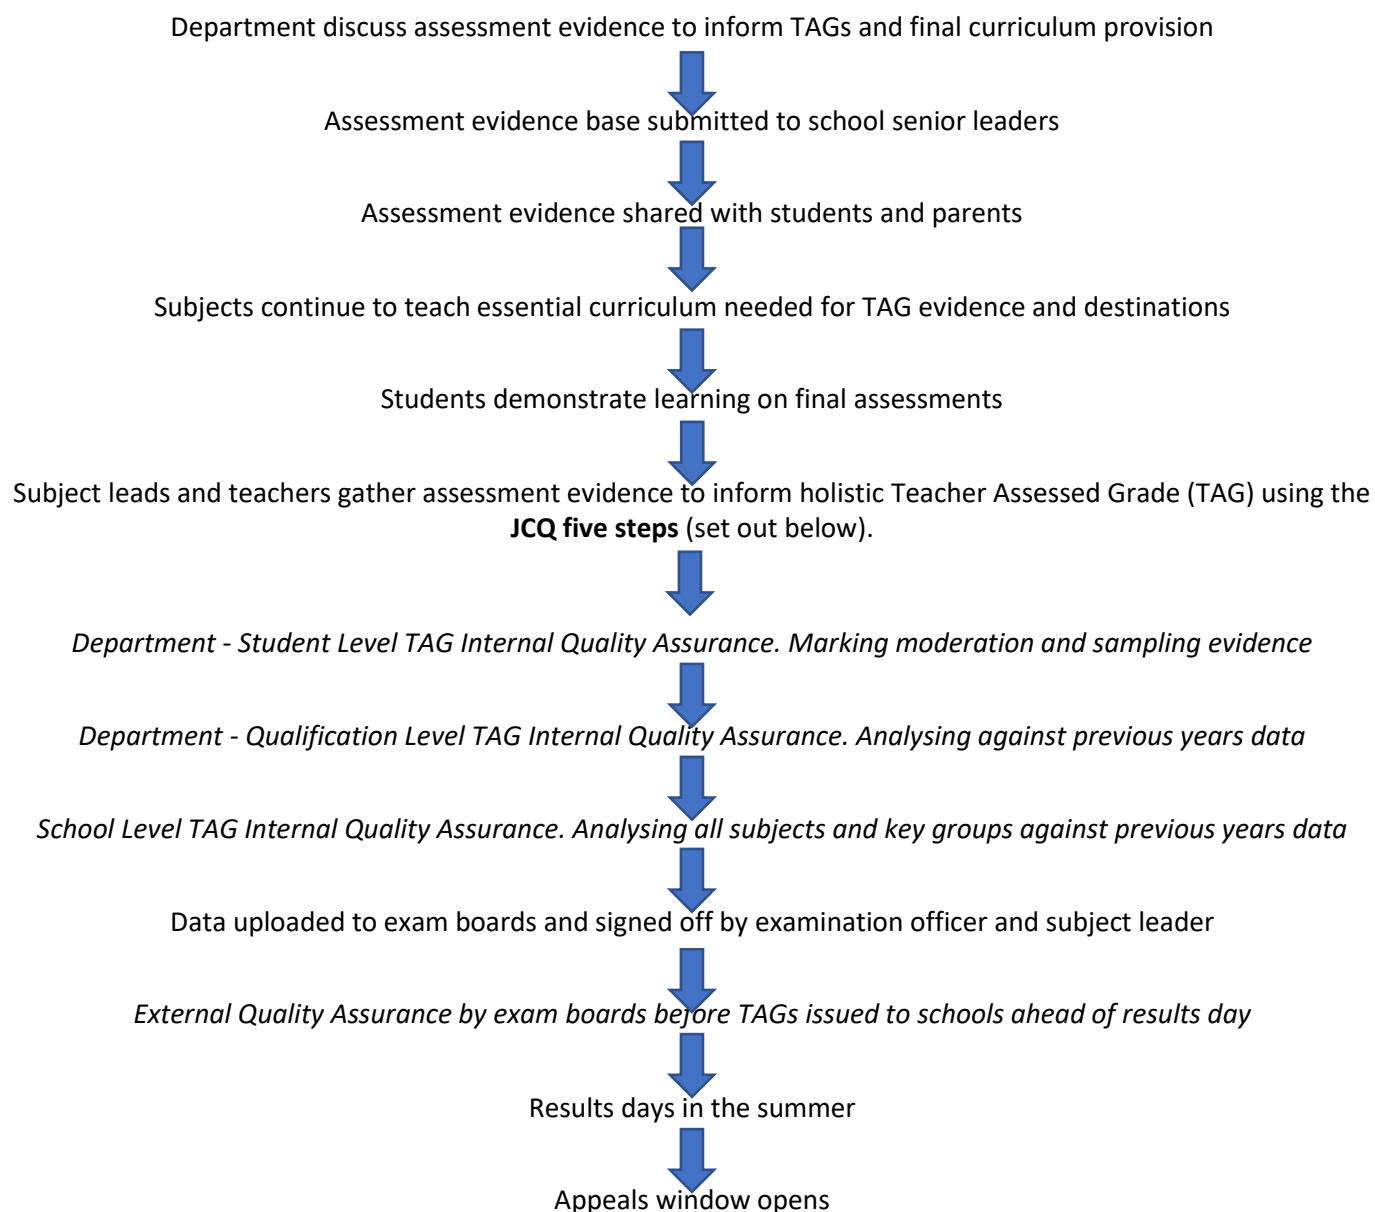 Department discuss assessment evidence to inform TAGs and final curriculum provision
Assessment evidence base submitted to school senior leaders
Assessment evidence shared with students and parents
Subjects continue to teach essential curriculum needed for TAG evidence and destinations
Students demonstrate learning on final assessments
Subject leads and teachers gather assessment evidence to inform holistic Teacher Assessed Grade (TAG) using the
JCQ five steps (set out below).
Department - Student Level TAG Internal Quality Assurance. Marking moderation and sampling evidence
Department - Qualification Level TAG Internal Quality Assurance. Analysing against previous years data
School Level TAG Internal Quality Assurance. Analysing all subjects and key groups against previous years data
Data uploaded to exam boards and signed off by examination officer and subject leader
External Quality Assurance by exam boards before TAGs issued to schools ahead of results day
Results days in the summer
Appeals window opens